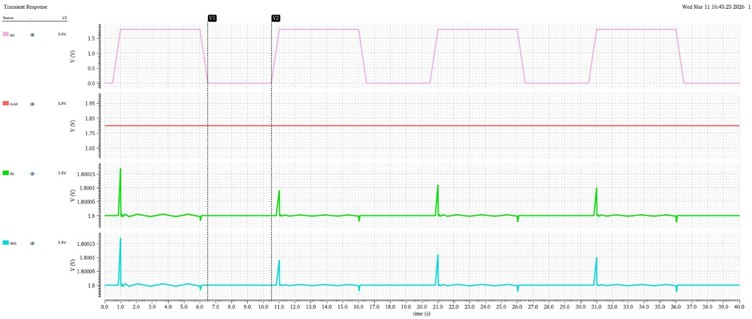 Transient Response
Wed Mar 11 16:45:25 2026 1
Name
VS
V1
V2
1.5
1.0
0.5
0.0
V (V)
1.95
1.85
1.75
1.65
V (V)
1.80015
1.8001
1.80005
1.8
V (V)
1.80015
1.8001
1.80005
1.8
V (V)
0.0 1.0 2.0 3.0 4.0 5.0 6.0 7.0 8.0 9.0 10.0 11.0 12.0 13.0 14.0 15.0 16.0 17.0 18.0 19.0 20.0 21.0 22.0 23.0 24.0 25.0 26.0 27.0 28.0 29.0 30.0 31.0 32.0 33.0 34.0 35.0 36.0 37.0 38.0 39.0 40.0
time (s)